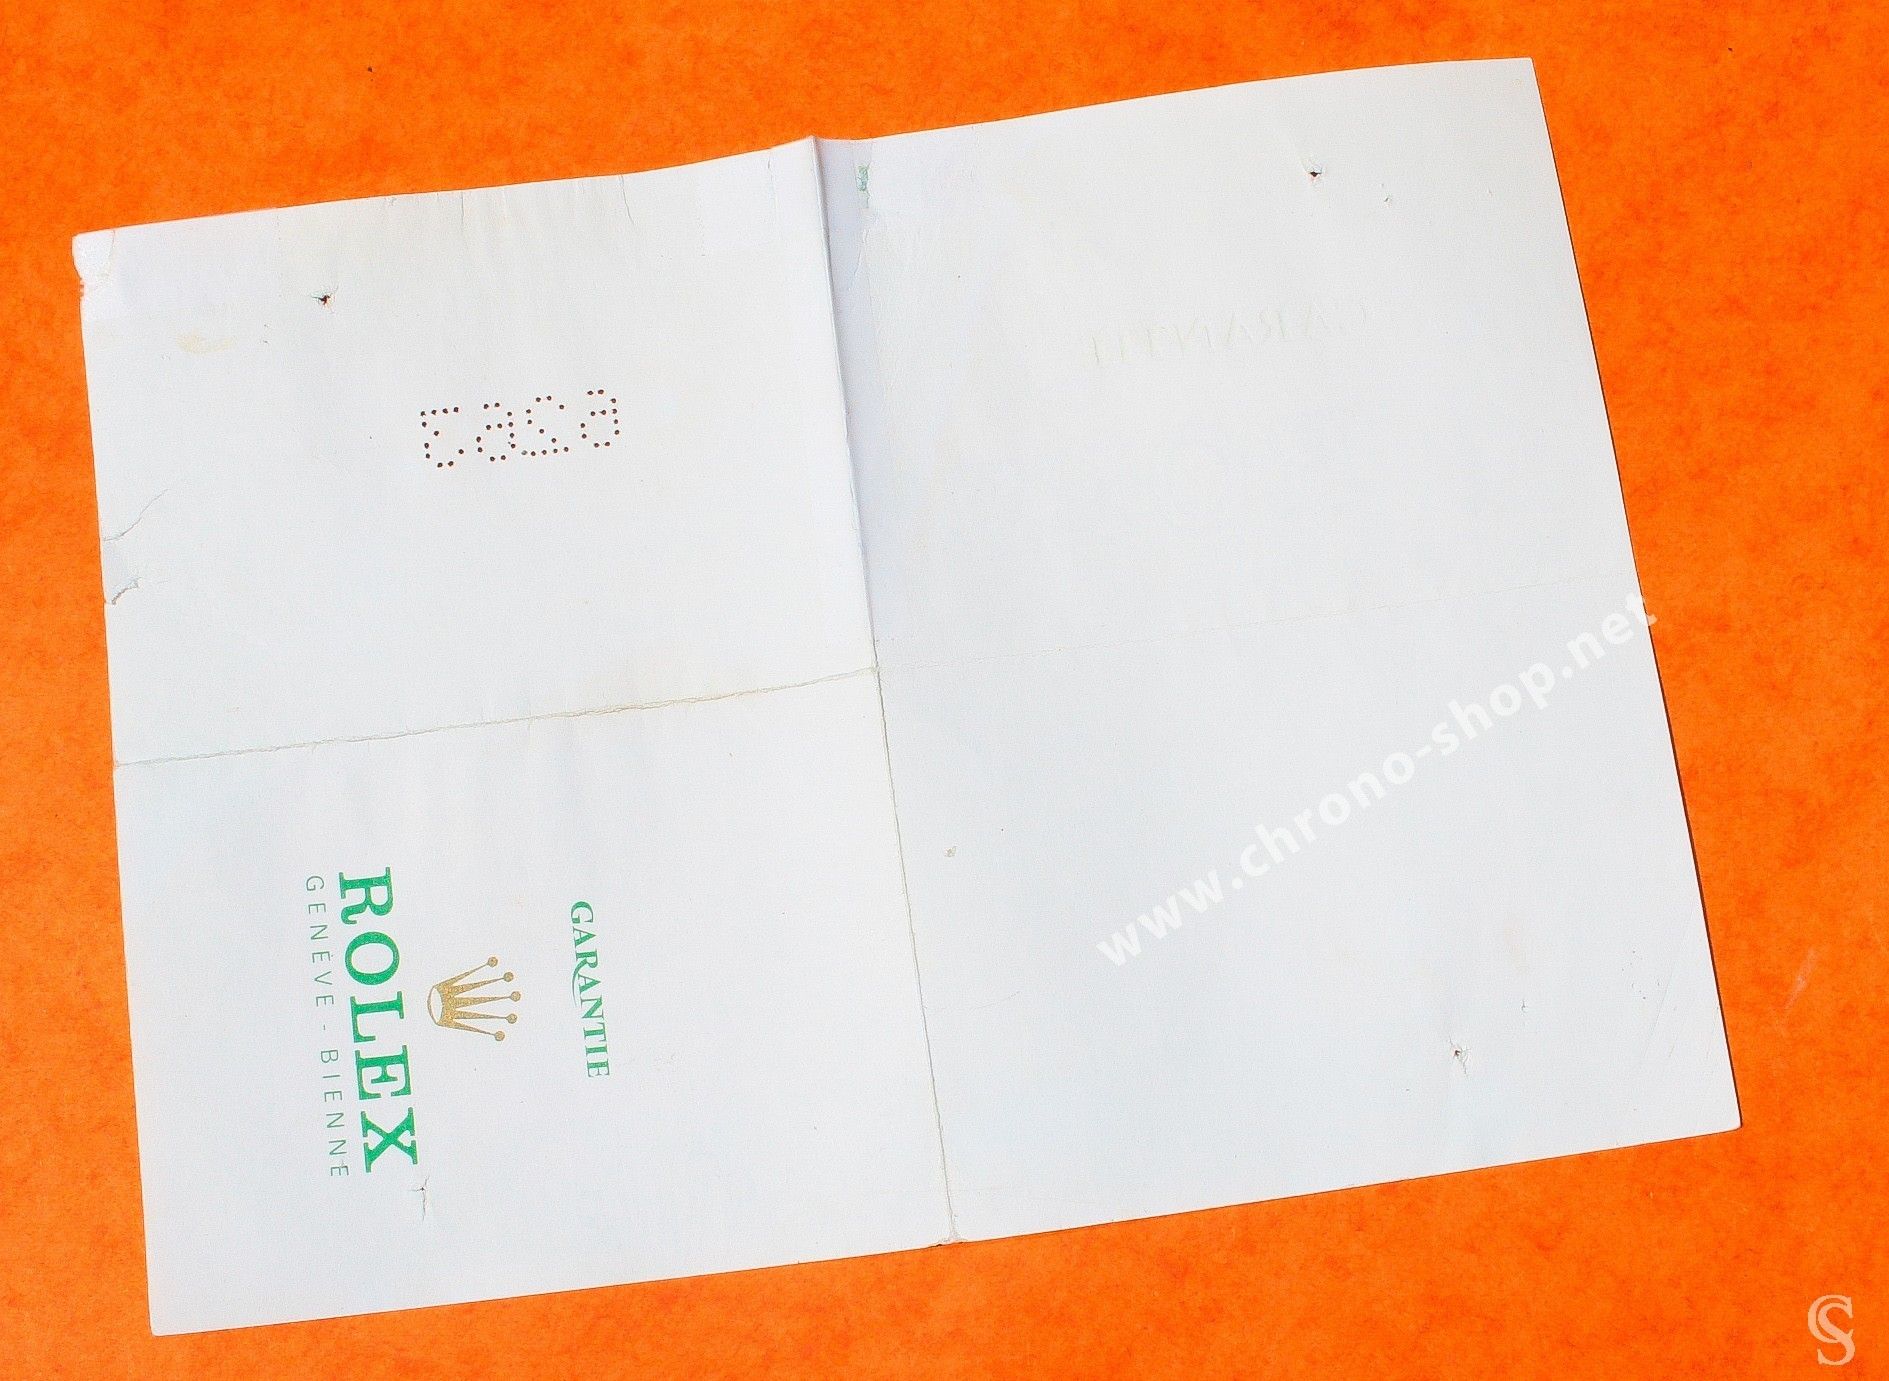 GARANTIE
ROLEX
GENÈVE - BIENNE
www.chrono-shop.net